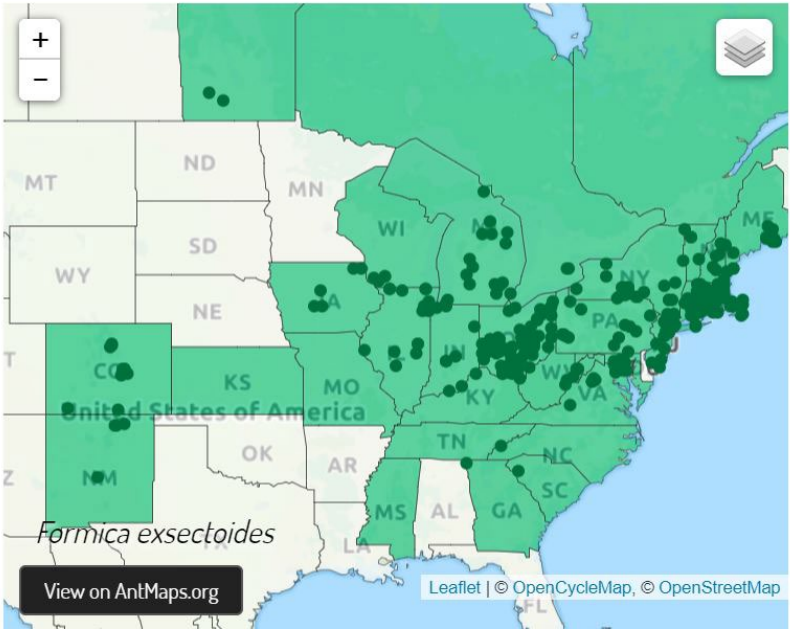 +
−
MT
ND
MN
WI
ME
SD
WY
NY
NE
IA
PA
CO
IN
KS
MO
KY
WV
VA
United States of America
OK
AR
TN
NC
NM
SC
MS
AL
GA
Formica exsectoides
LA
View on AntMaps.org
Leaflet | © OpenCycleMap, © OpenStreetMap
FL